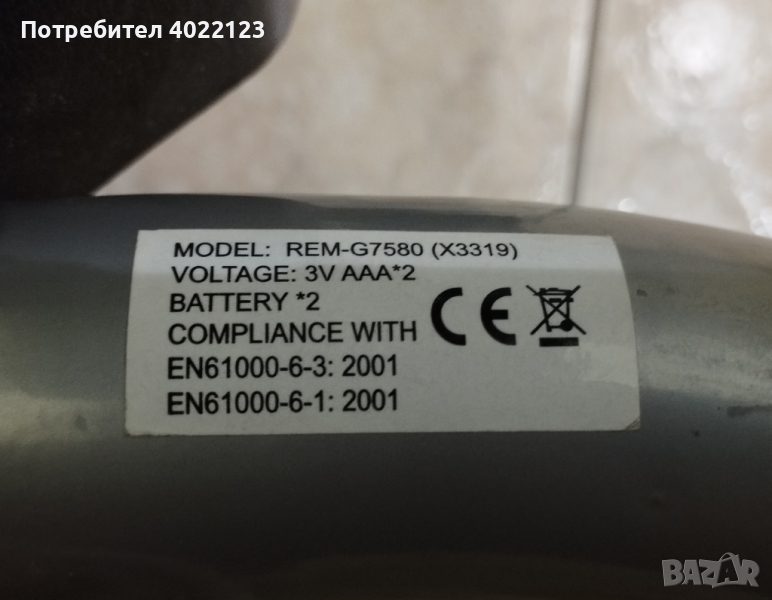 Потребител 4022123
MODEL: REM-G7580 (X3319)
VOLTAGE: 3V AAA*2
BATTERY *2
COMPLIANCE WITH CE
EN61000-6-3: 2001
EN61000-6-1: 2001
BAZAR